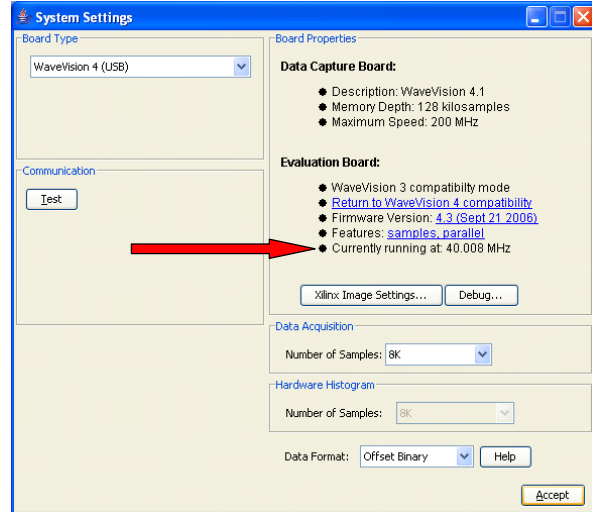 System Settings
Board Type
WaveVision 4 (USB)
Communication
Test
Board Properties
Data Capture Board:
Description: WaveVision 4.1
Memory Depth: 128 kilosamples
Maximum Speed: 200 MHz
Evaluation Board:
WaveVision 3 compatibilty mode
Return to WaveVision 4 compatibility
Firmware Version: 4.3 (Sept 21 2006)
Features: samples, parallel
Currently running at: 40.008 MHz
Xilinx Image Settings... Debug...
Data Acquisition
Number of Samples: 8K
Hardware Histogram
Number of Samples: 8K
Data Format: Offset Binary Help
Accept